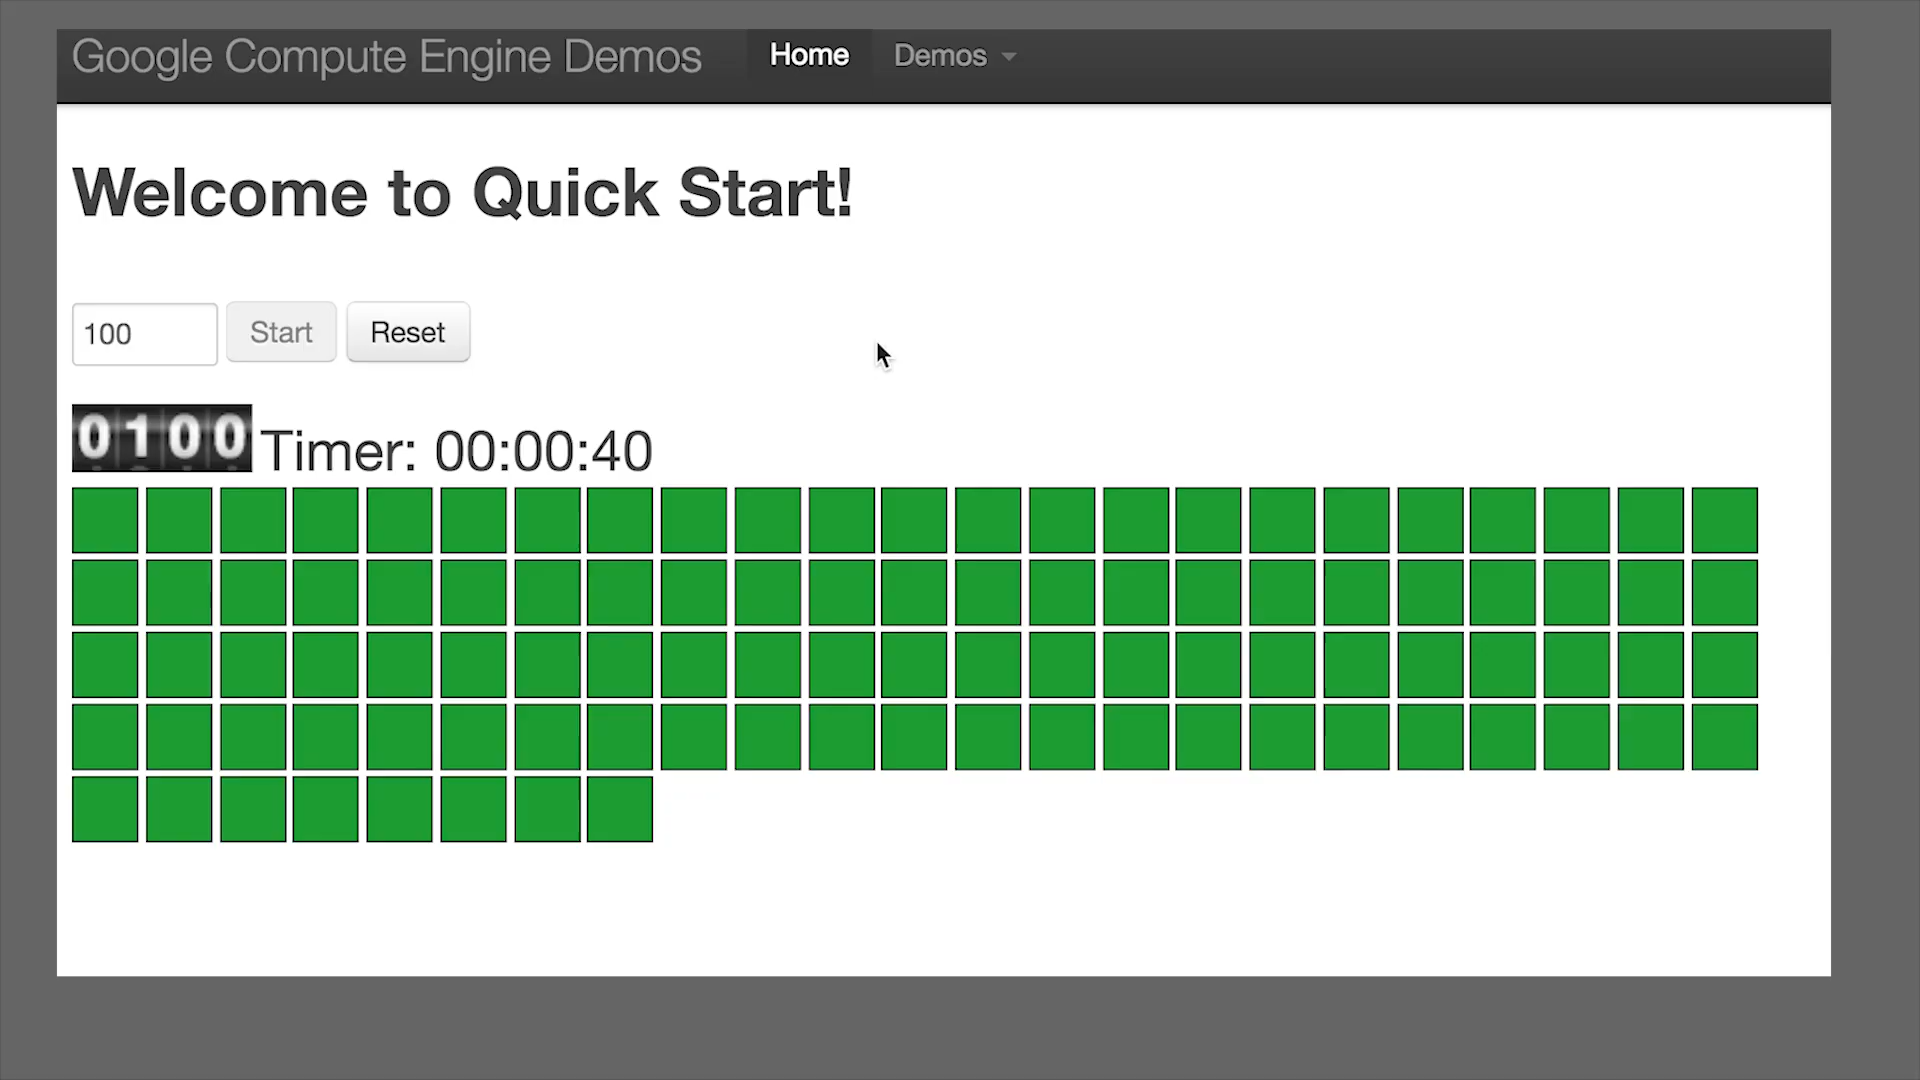 Google Compute Engine Demos Home Demos
Welcome to Quick Start!
100 Start Reset
0100 Timer: 00:00:40